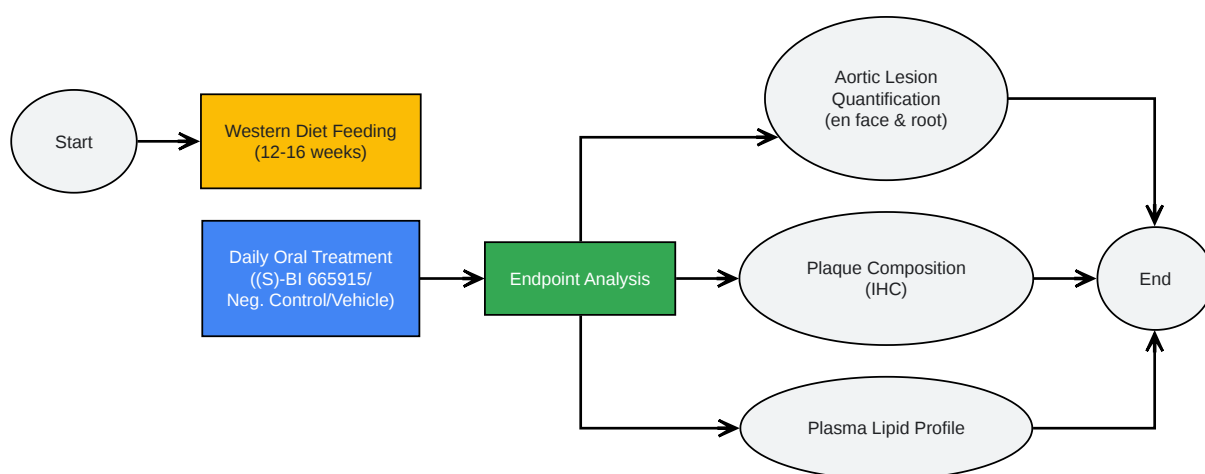 Start
Western Diet Feeding
(12-16 weeks)
Daily Oral Treatment
((S)-BI 665915/
Neg. Control/Vehicle)
Endpoint Analysis
Aortic Lesion
Quantification
(en face & root)
Plaque Composition
(IHC)
Plasma Lipid Profile
End